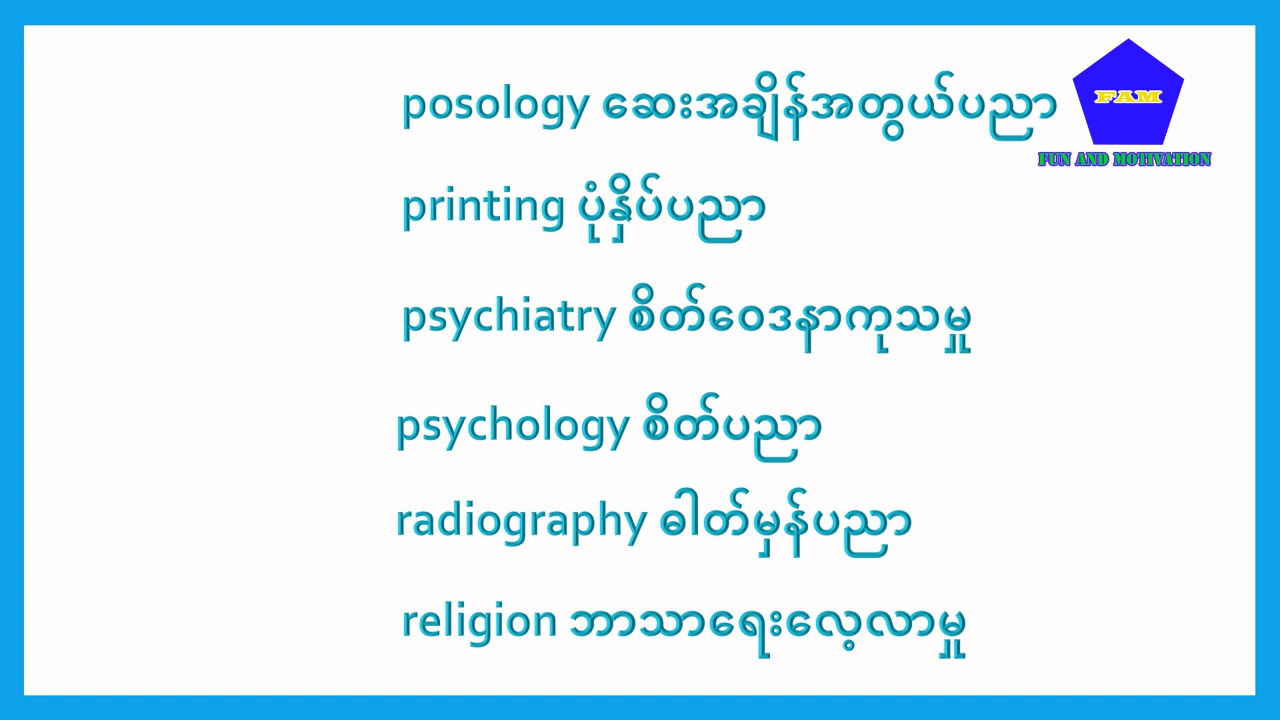 posology ဆေးအချိန်အတွယ်ပညာ
FAM
FUN AND MOTIVATION
printing ပုံနှိပ်ပညာ
psychiatry စိတ်ဝေဒနာကုသမှု
psychology စိတ်ပညာ
radiography ဓါတ်မှန်ပညာ
religion ဘာသာရေးလေ့လာမှု